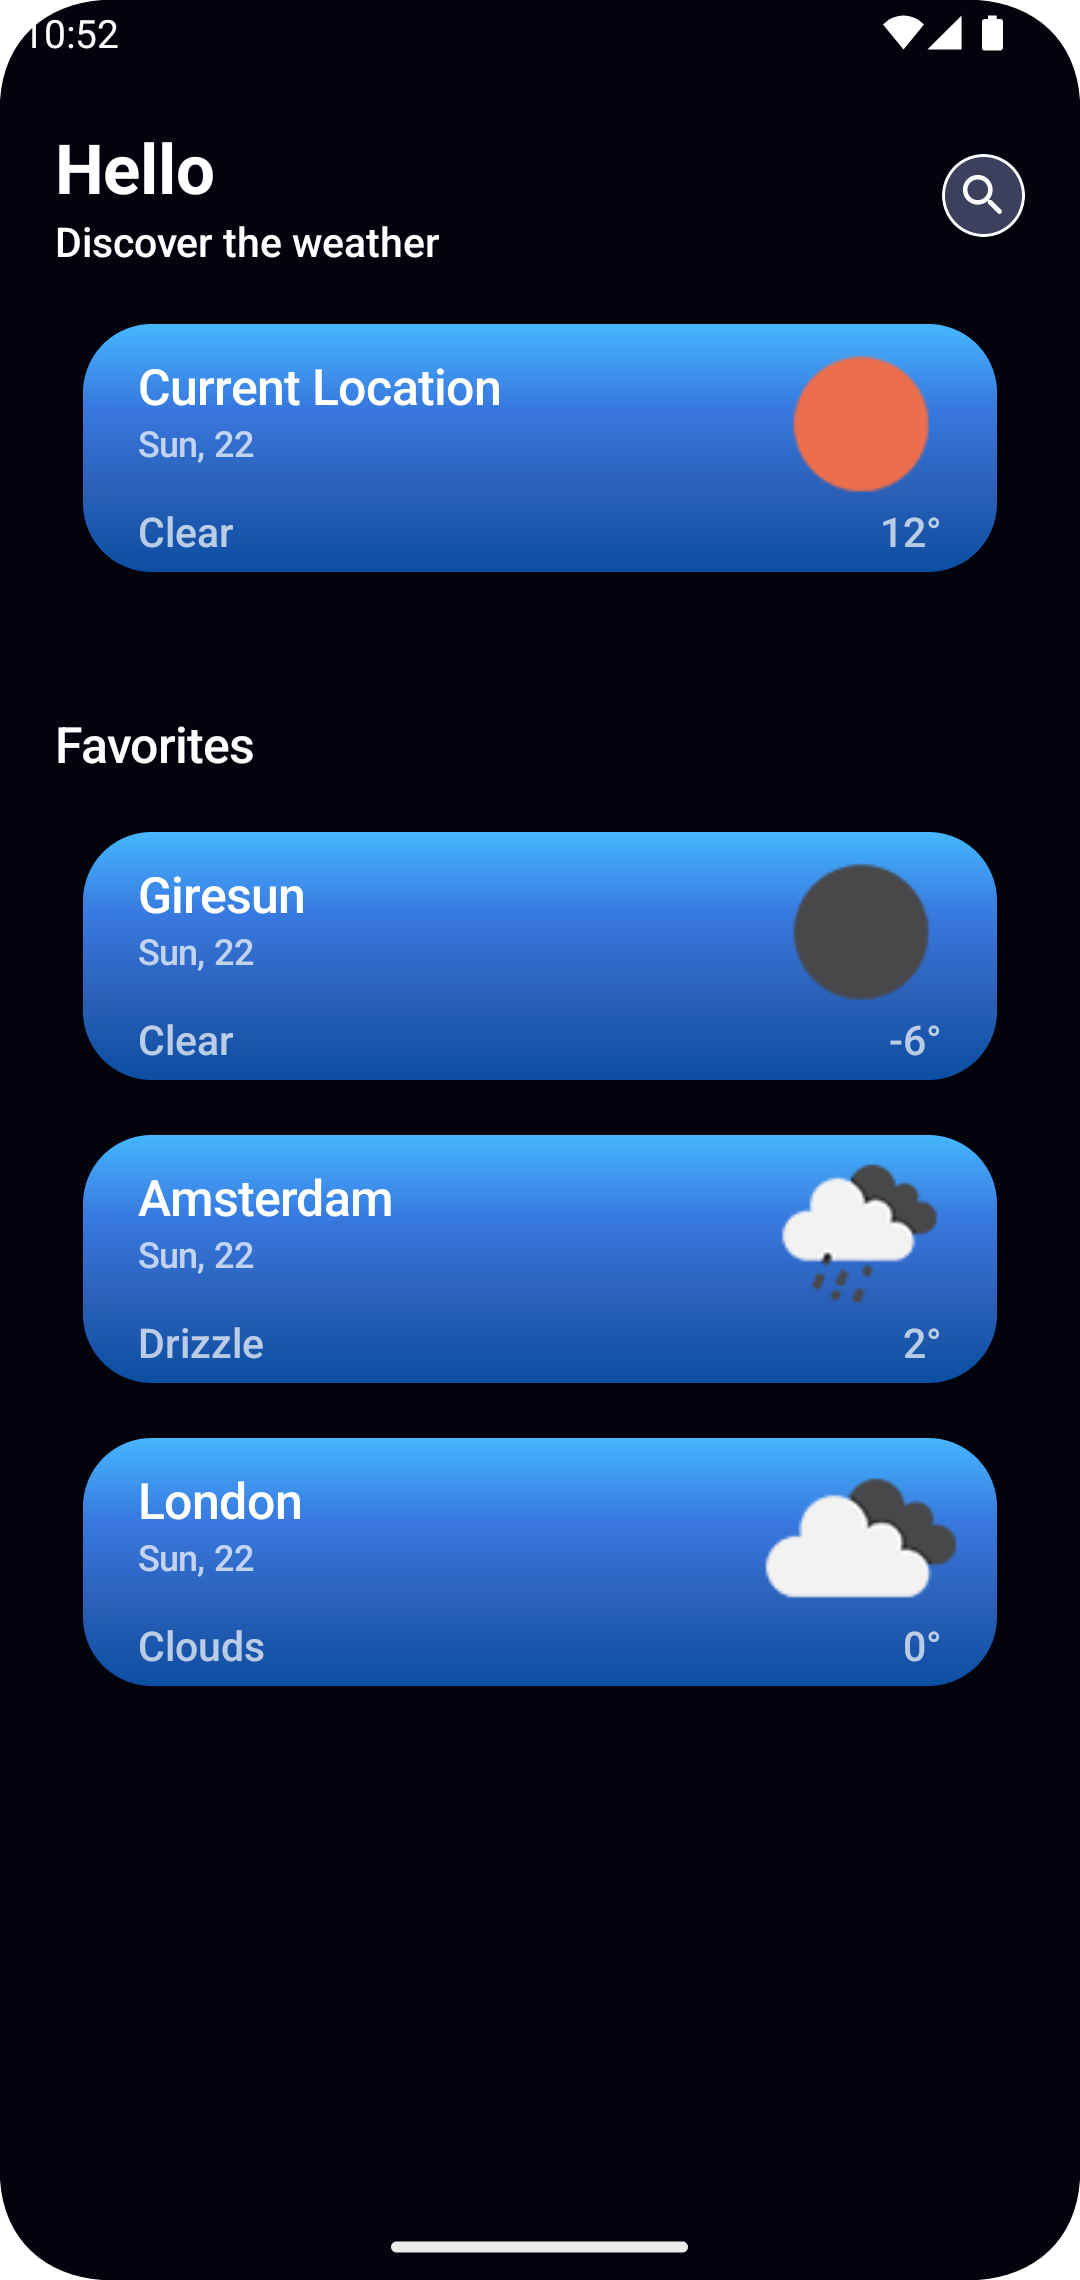 10:52
Hello
Discover the weather
Current Location
Sun, 22
Clear 12°
Favorites
Giresun
Sun, 22
Clear -6°
Amsterdam
Sun, 22
Drizzle 2°
London
Sun, 22
Clouds 0°